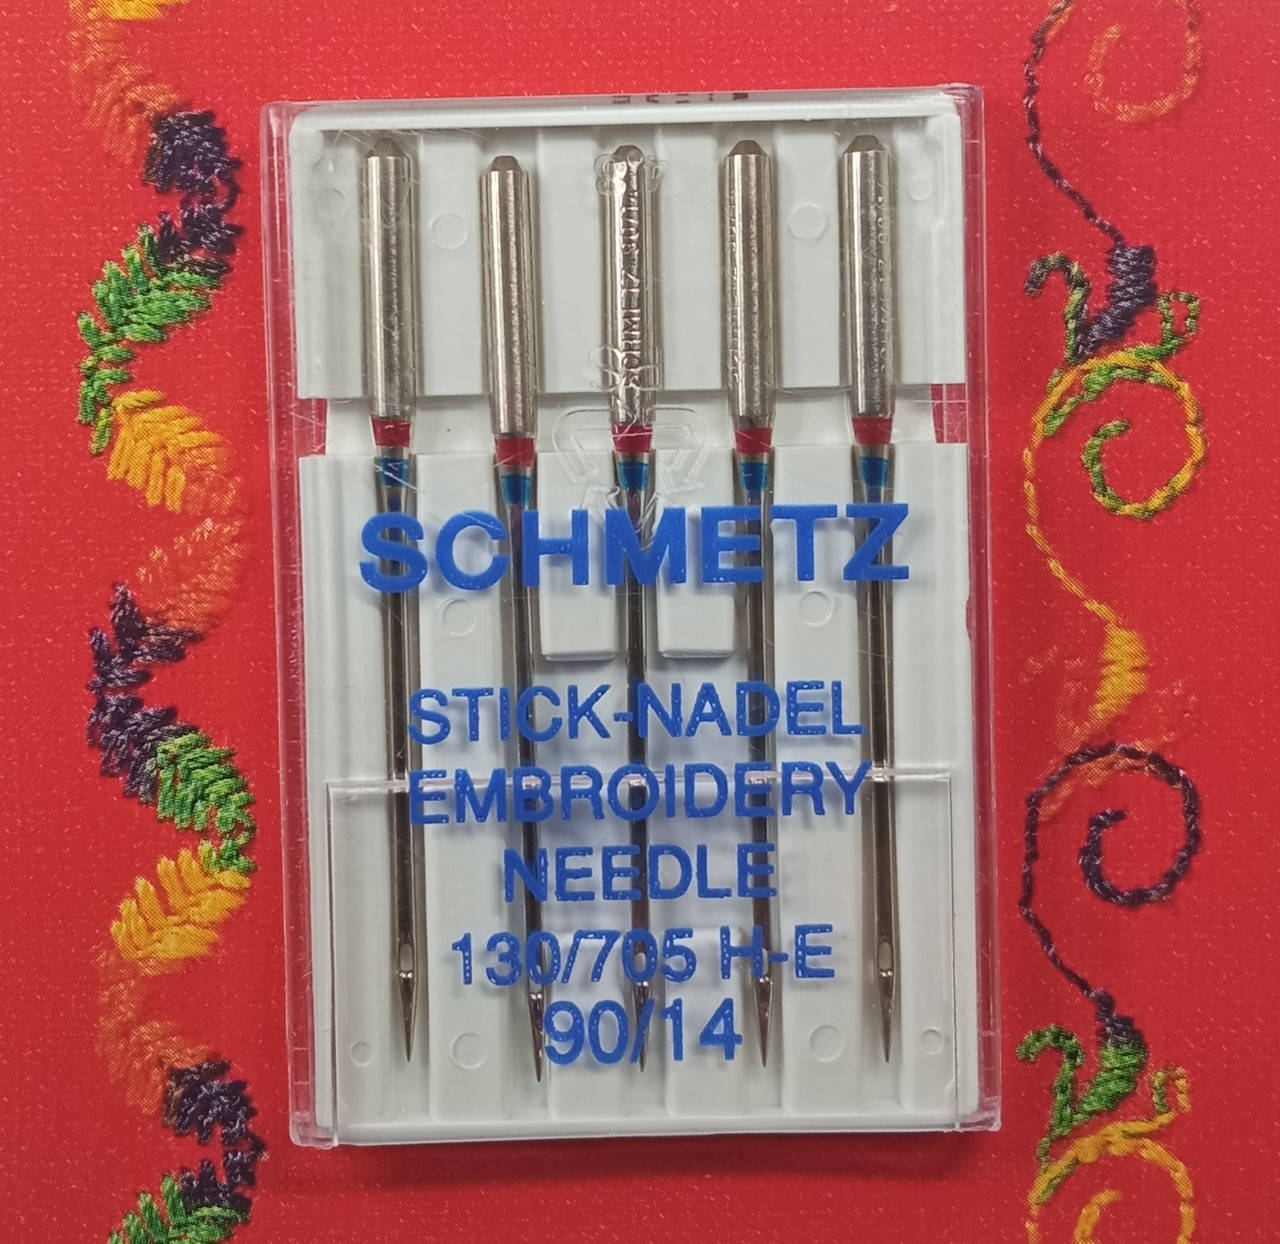 SCHMETZ
STICK-NADEL
EMBROIDERY
NEEDLE
130/705 H-E
90/14